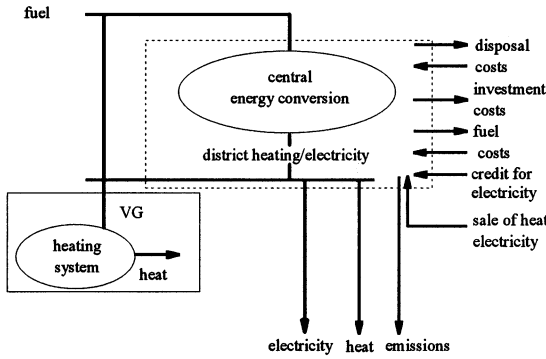 fuel
disposal
costs
central
energy conversion
investment
costs
fuel
district heating/electricity
costs
credit for
electricity
VG
sale of heat
electricity
heating
system
heat
electricity
heat
emissions